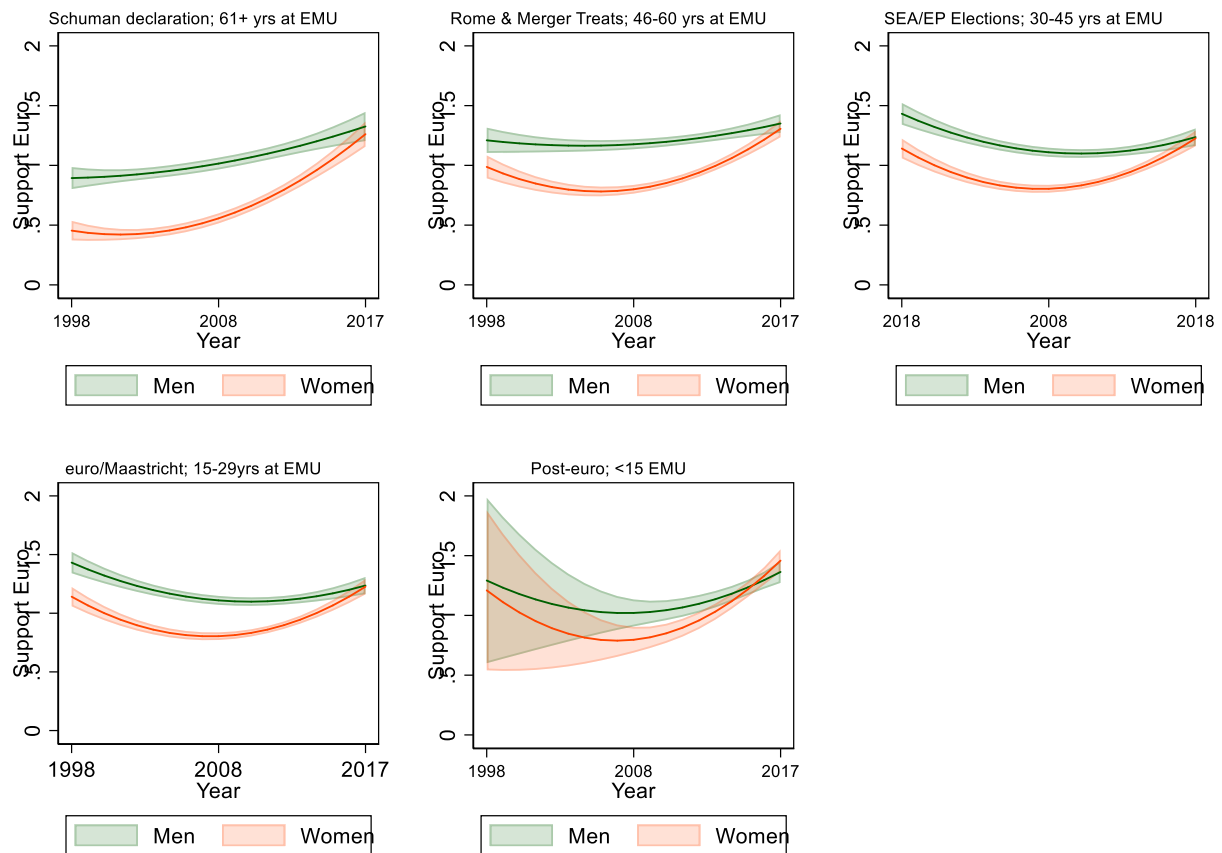 Schuman declaration; 61+ yrs at EMU
Support Euro
0
.5
1
1.5
2
1998
2008
2017
Year
Men
Women
Rome & Merger Treats; 46-60 yrs at EMU
Support Euro
0
.5
1
1.5
2
1998
2008
2017
Year
Men
Women
SEA/EP Elections; 30-45 yrs at EMU
Support Euro
0
.5
1
1.5
2
2018
2008
2018
Year
Men
Women
euro/Maastricht; 15-29yrs at EMU
Support Euro
0
.5
1
1.5
2
1998
2008
2017
Year
Men
Women
Post-euro; <15 EMU
Support Euro
0
.5
1
1.5
2
1998
2008
2017
Year
Men
Women